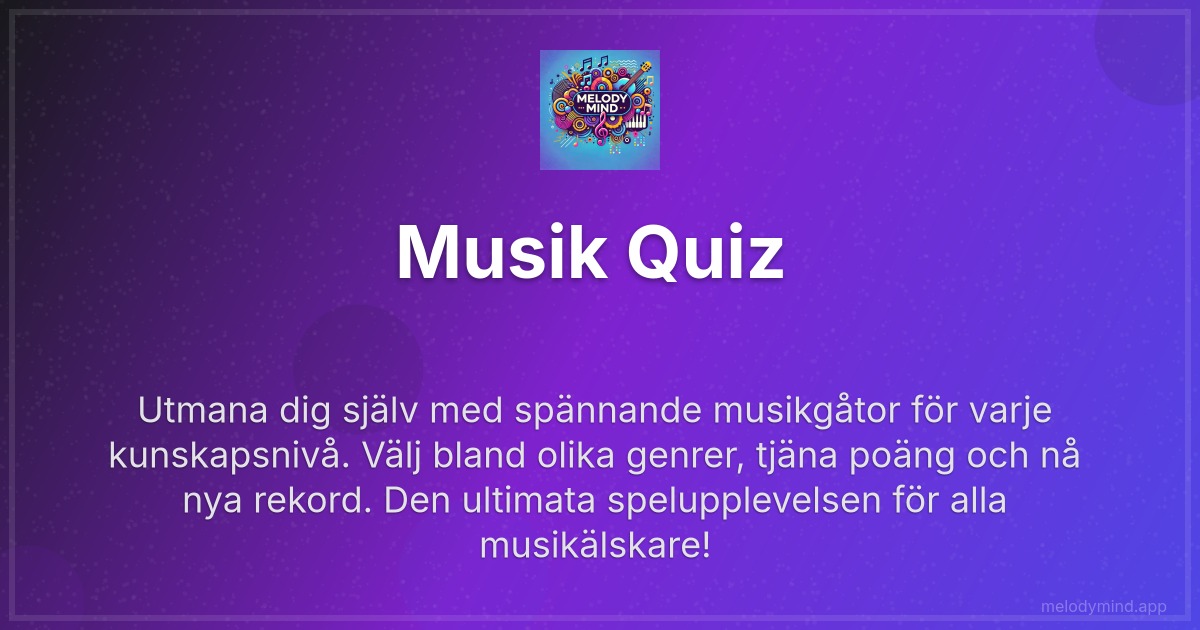 MELODY
MIND
Musik Quiz
Utmana dig själv med spännande musikgåtor för varje
kunskapsnivå. Välj bland olika genrer, tjäna poäng och nå
nya rekord. Den ultimata spelupplevelsen för alla
musikälskare!
melodymind.app